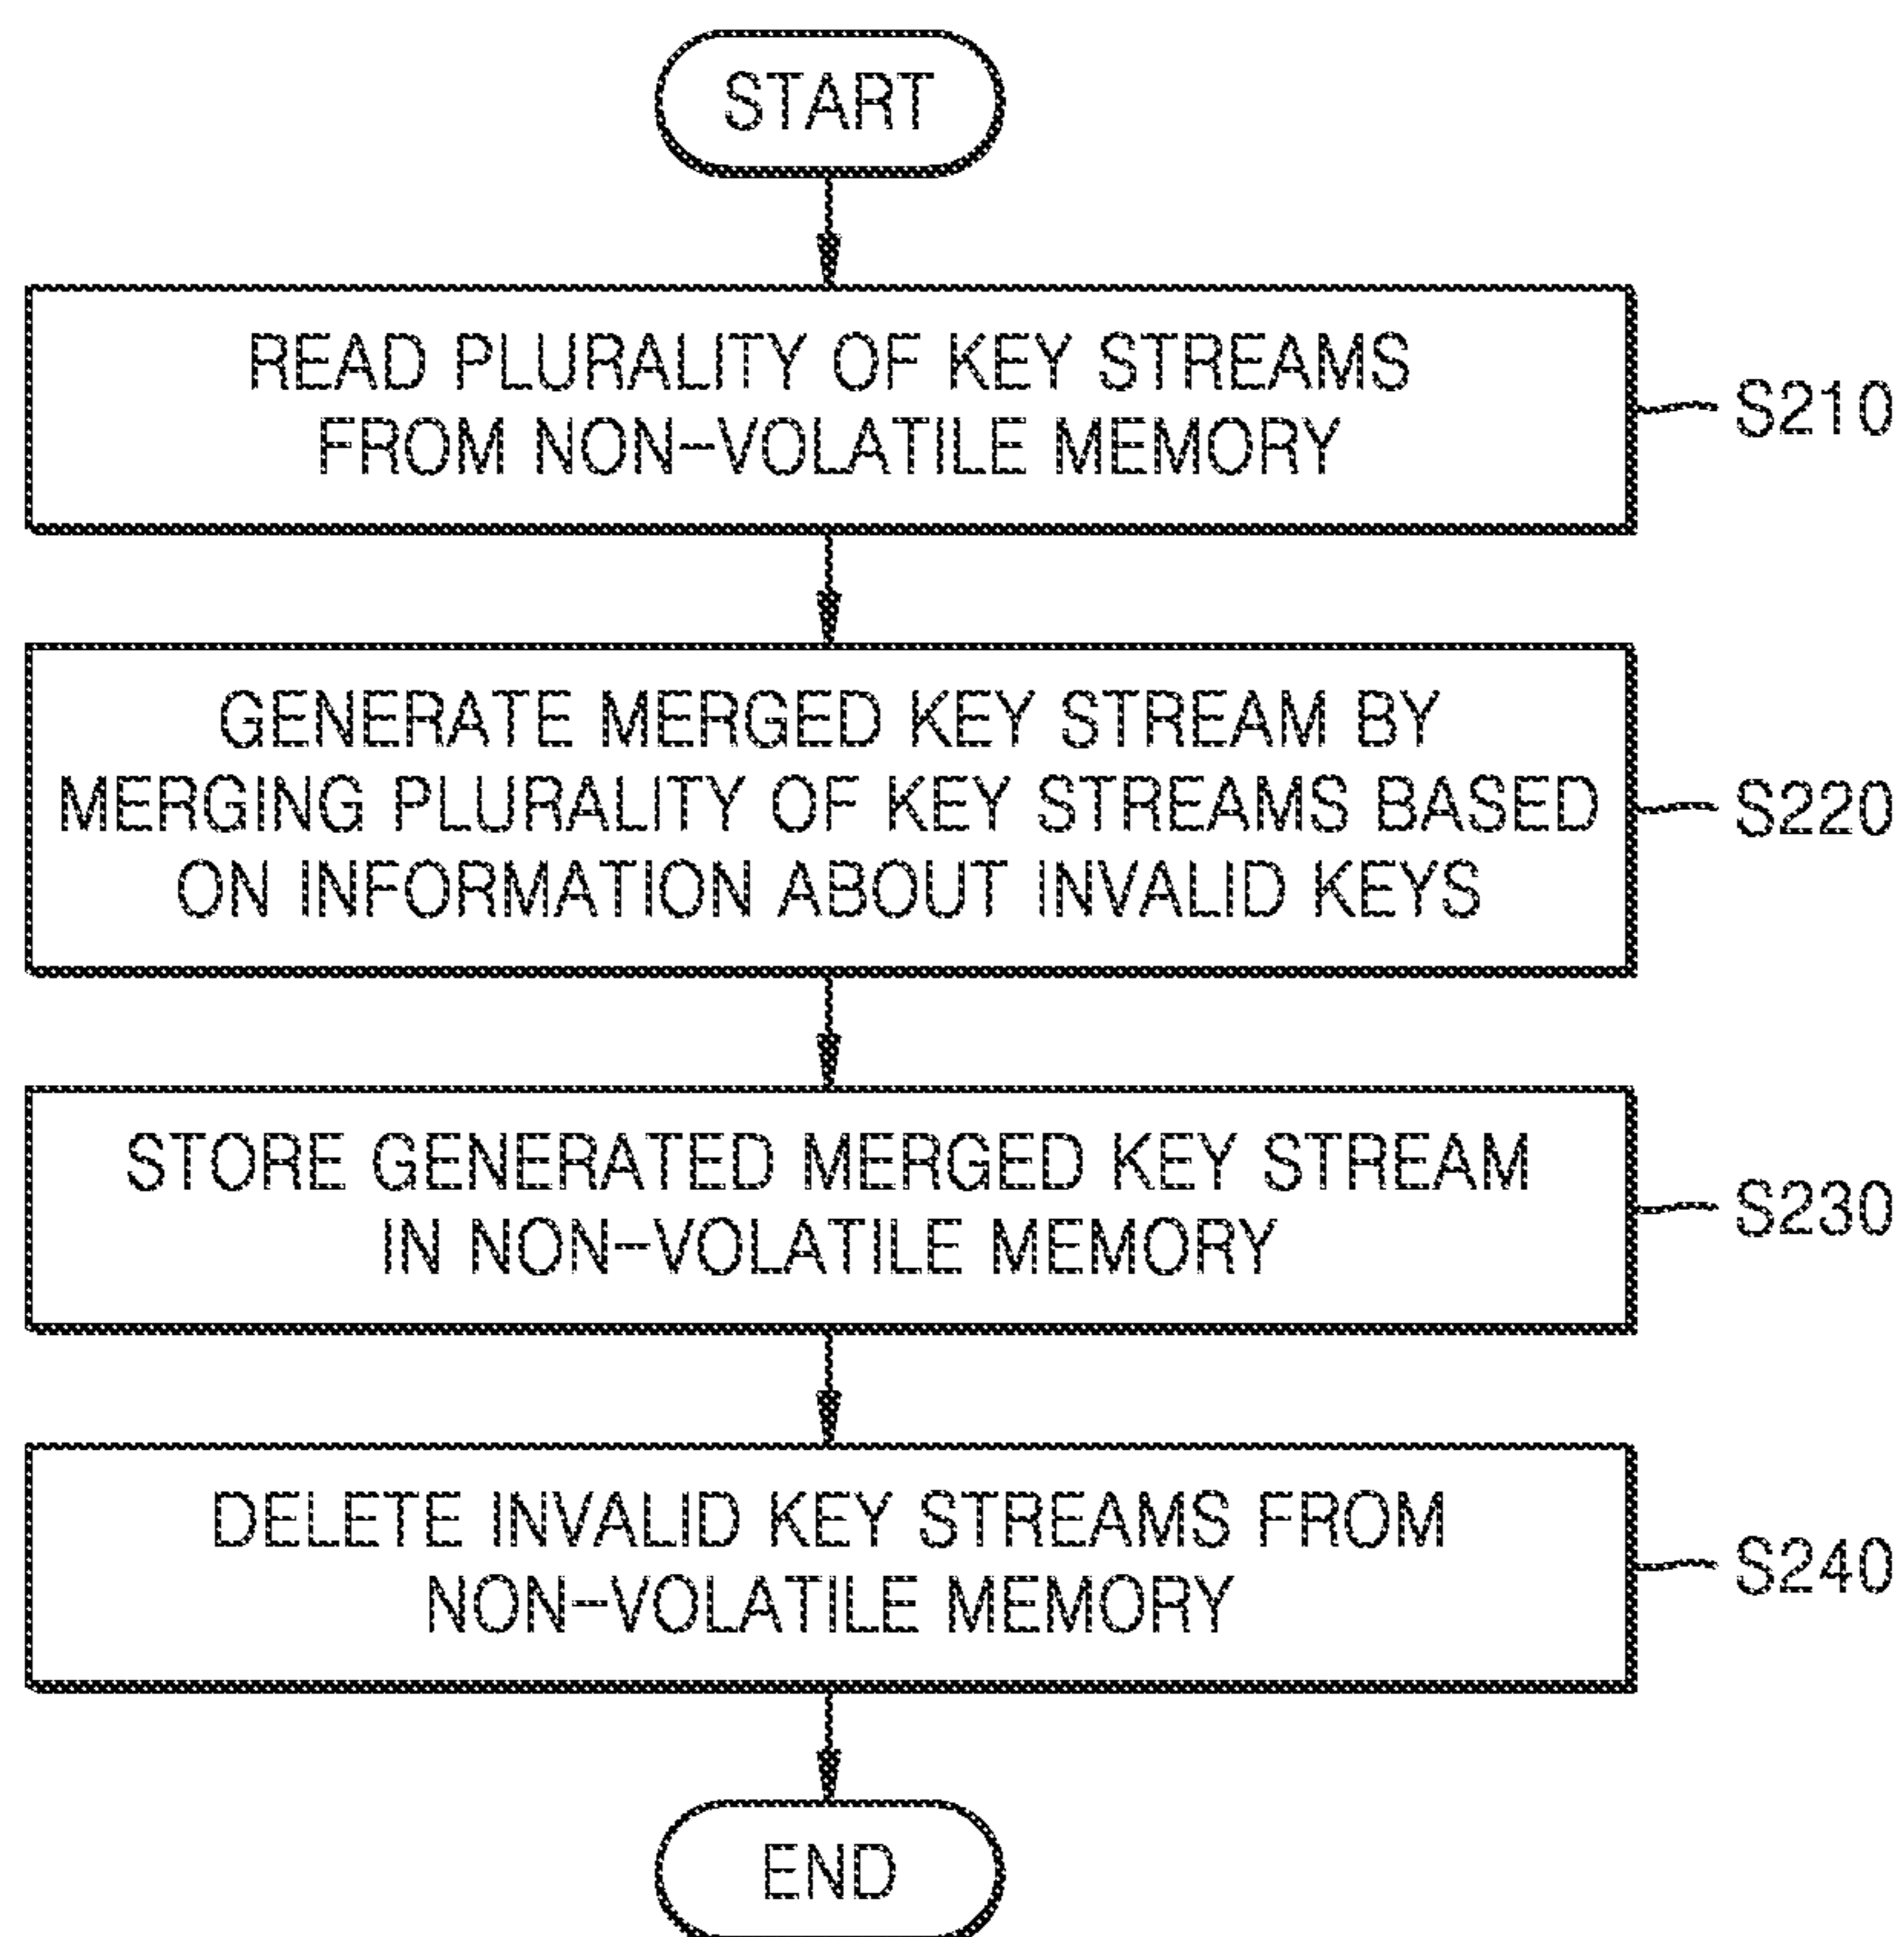 START
READ PLURALITY OF KEY STREAMS
FROM NON-VOLATILE MEMORY
S210
GENERATE MERGED KEY STREAM BY
MERGING PLURALITY OF KEY STREAMS BASED
ON INFORMATION ABOUT INVALID KEYS
S220
STORE GENERATED MERGED KEY STREAM
IN NON-VOLATILE MEMORY
S230
DELETE INVALID KEY STREAMS FROM
NON-VOLATILE MEMORY
S240
END